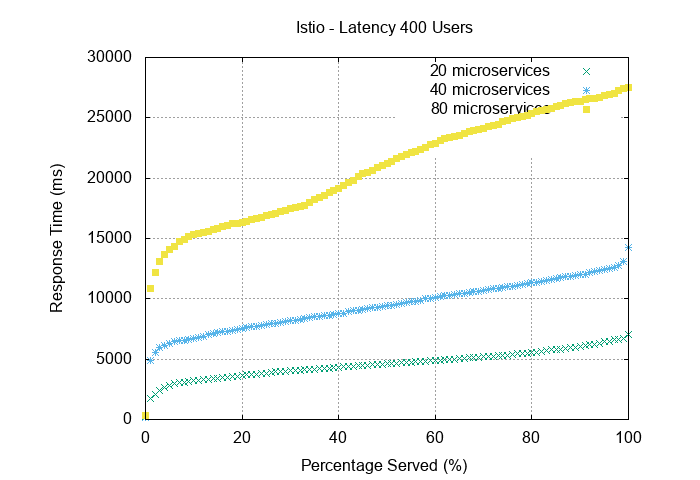 Istio - Latency 400 Users
30000
25000
20000
15000
10000
5000
0
20 microservices
40 microservices
80 microservices
0 20 40 60 80 100
Response Time (ms)
Percentage Served (%)